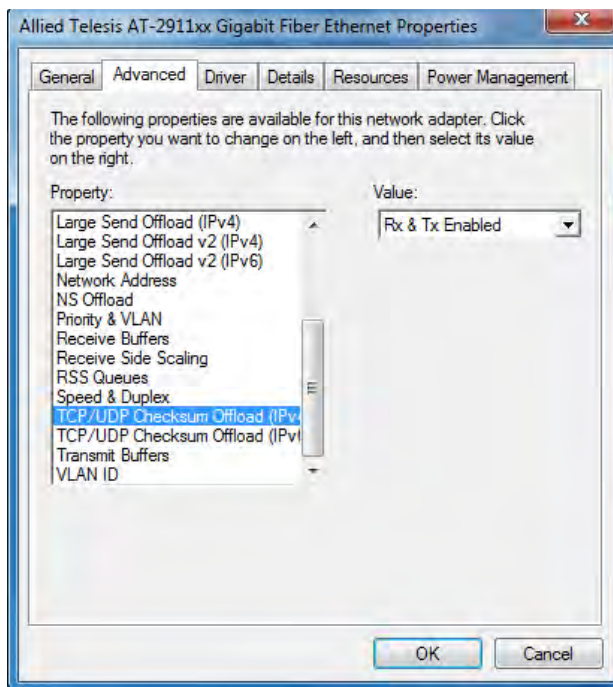 Allied Telesis AT-2911xx Gigabit Fiber Ethernet Properties
General Advanced Driver Details Resources Power Management
The following properties are available for this network adapter. Click
the property you want to change on the left, and then select its value
on the right.
Property: Value:
Large Send Offload (IPv4) Rx & Tx Enabled
Large Send Offload v2 (IPv4)
Large Send Offload v2 (IPv6)
Network Address
NS Offload
Priority & VLAN
Receive Buffers
Receive Side Scaling
RSS Queues
Speed & Duplex
TCP/UDP Checksum Offload (IPv4
TCP/UDP Checksum Offload (IPv6
Transmit Buffers
VLAN ID
OK Cancel